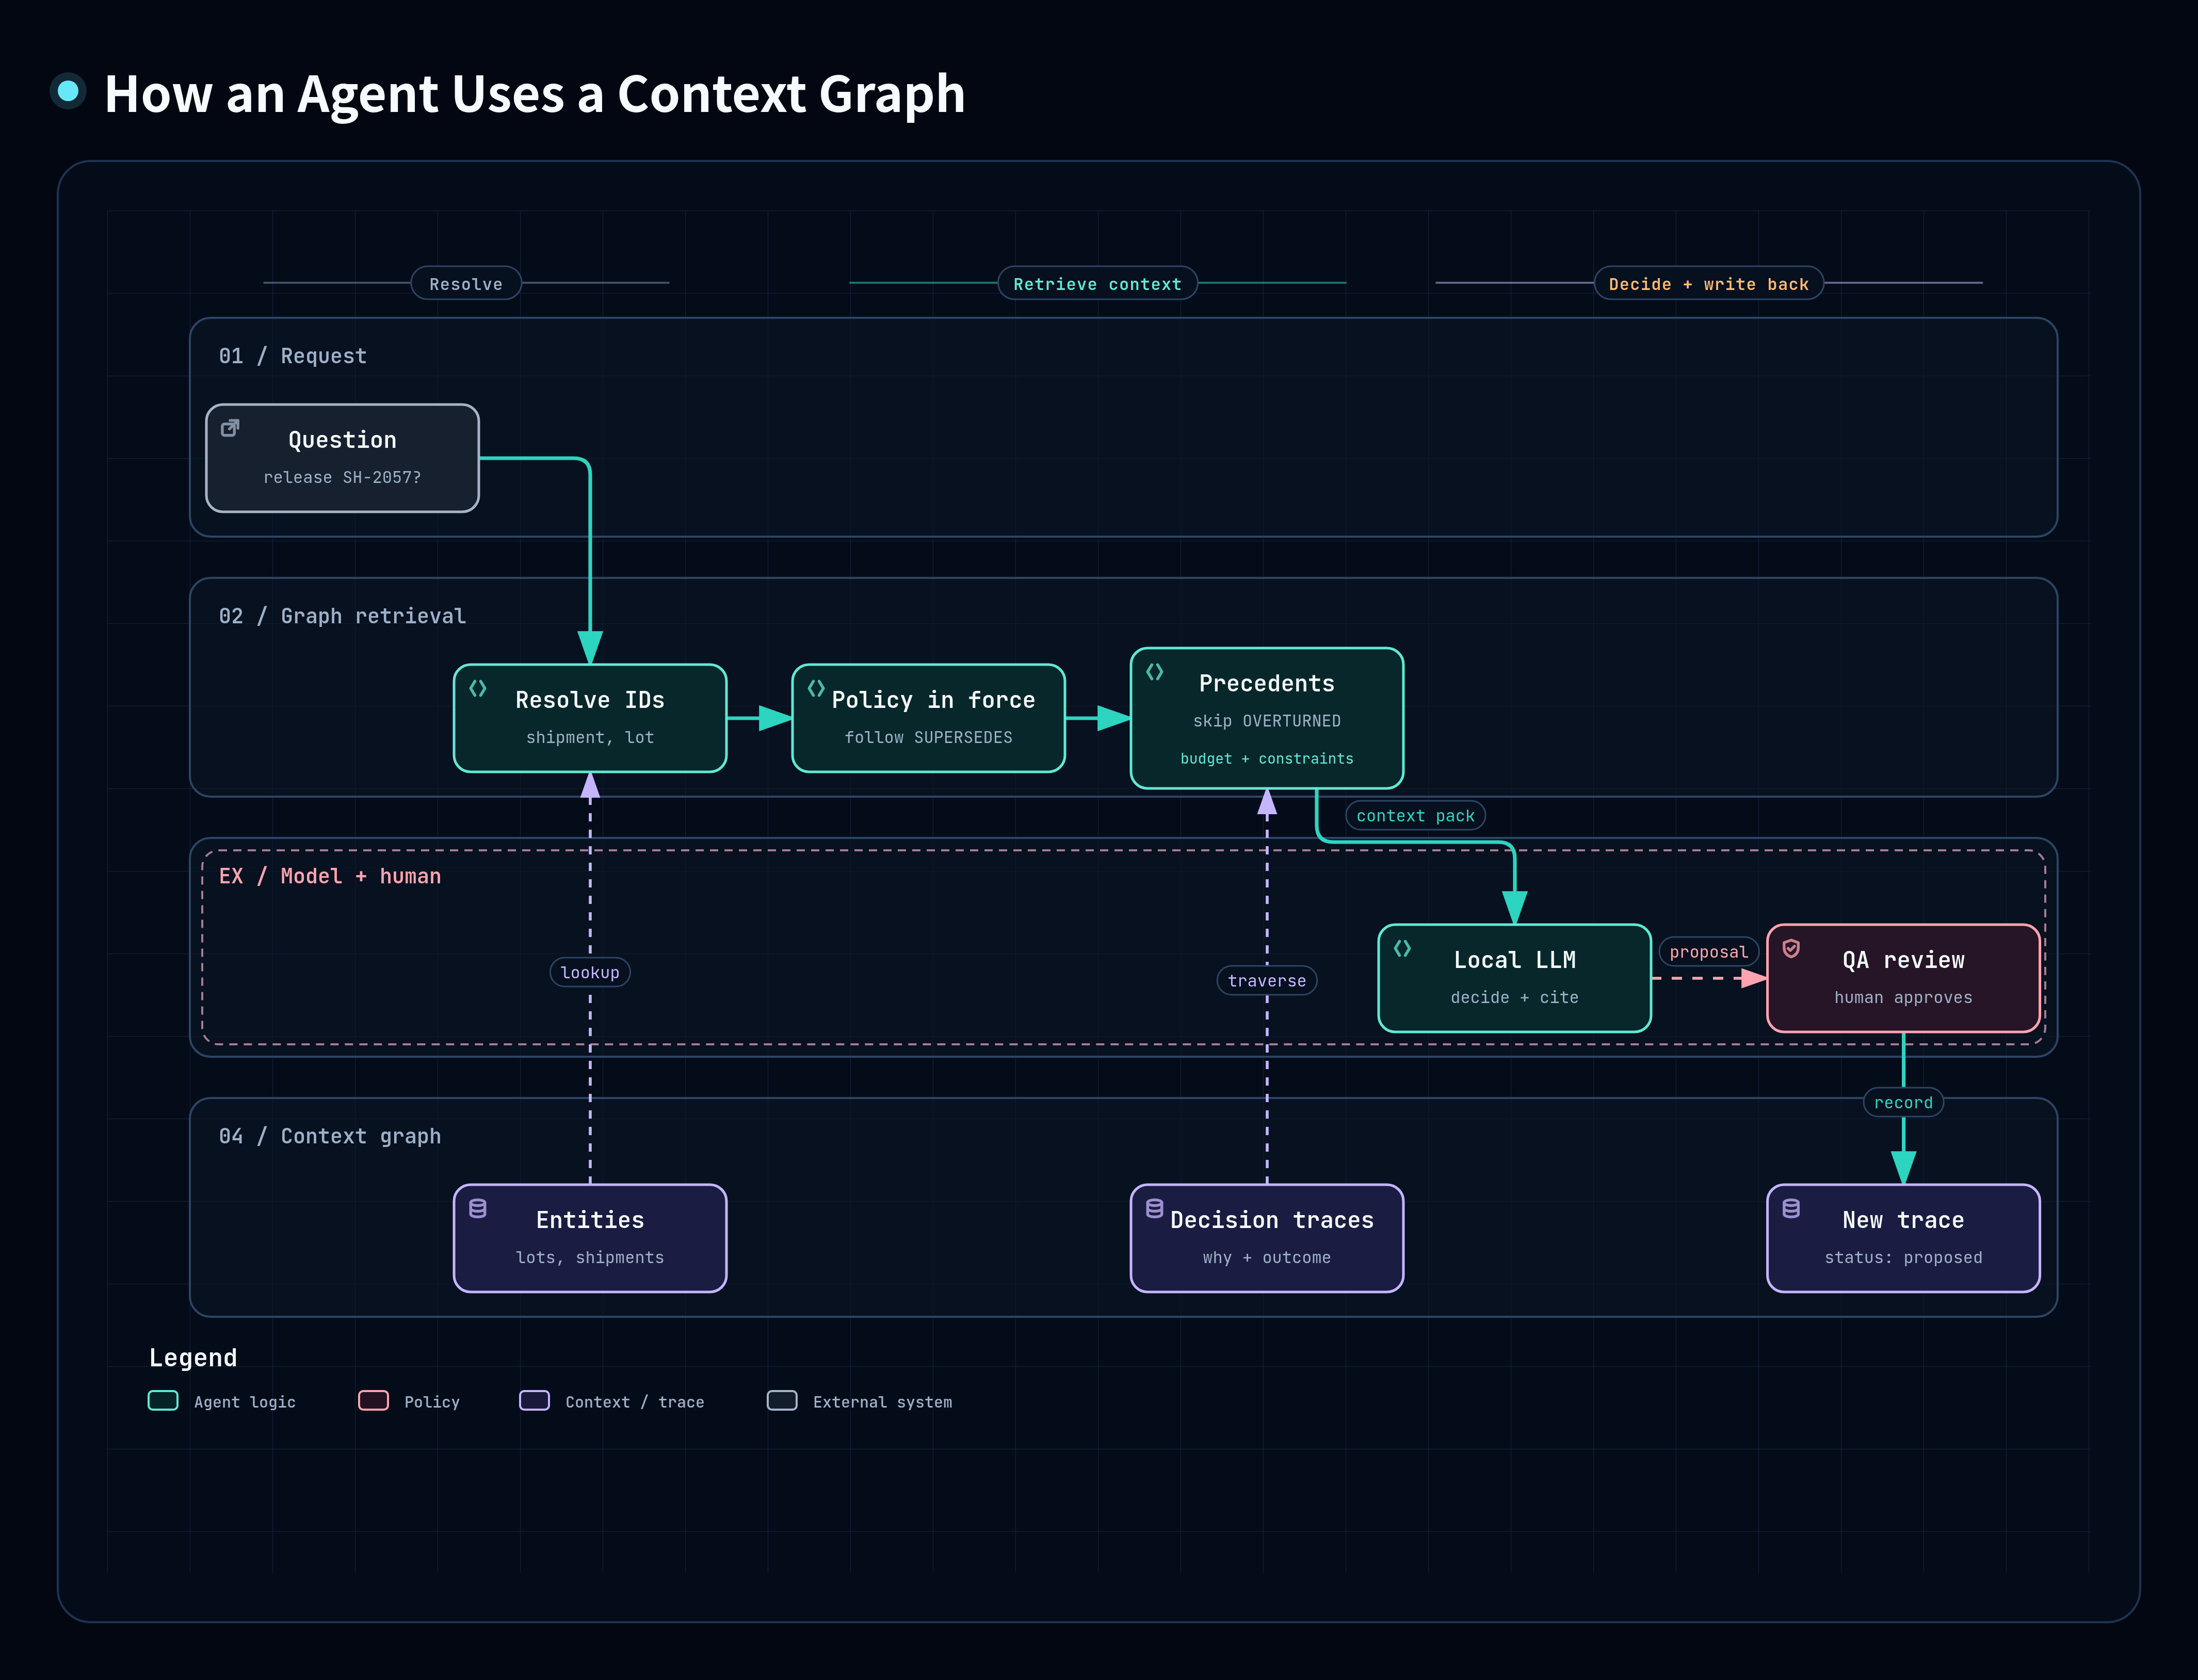 How an Agent Uses a Context Graph
Resolve
Retrieve context
Decide + write back
01 / Request
Question
release SH-2057?
02 / Graph retrieval
Resolve IDs
shipment, lot
Policy in force
follow SUPERSEDES
Precedents
skip OVERTURNED
budget + constraints
context pack
EX / Model + human
lookup
traverse
Local LLM
decide + cite
proposal
QA review
human approves
record
04 / Context graph
Entities
lots, shipments
Decision traces
why + outcome
New trace
status: proposed
Legend
Agent logic
Policy
Context / trace
External system